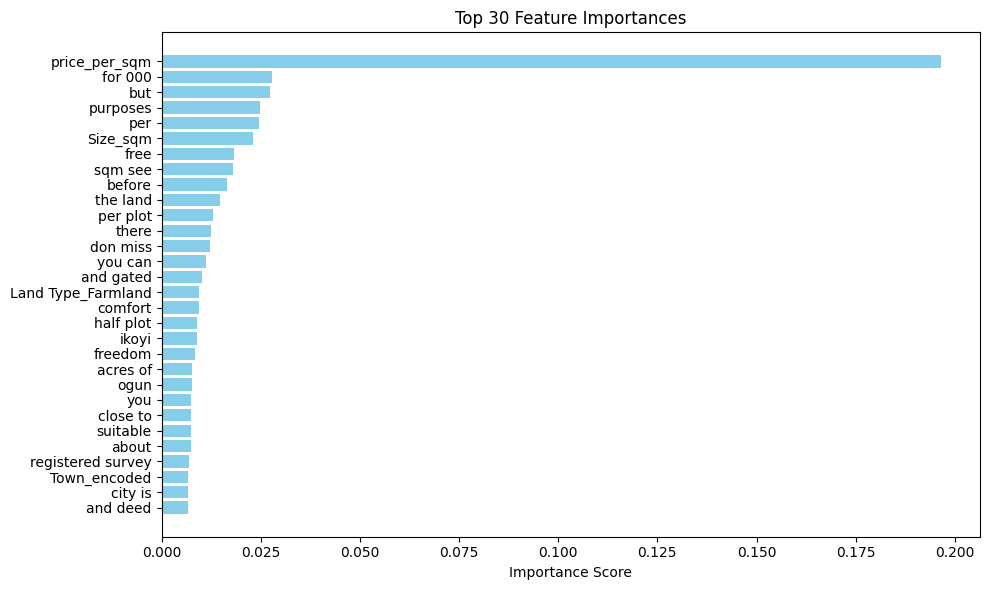 Top 30 Feature Importances
price_per_sqm
for 000
but
purposes
per
Size_sqm
free
sqm see
before
the land
per plot
there
don miss
you can
and gated
Land Type_Farmland
comfort
half plot
ikoyi
freedom
acres of
ogun
you
close to
suitable
about
registered survey
Town_encoded
city is
and deed
0.000 0.025 0.050 0.075 0.100 0.125 0.150 0.175 0.200
Importance Score